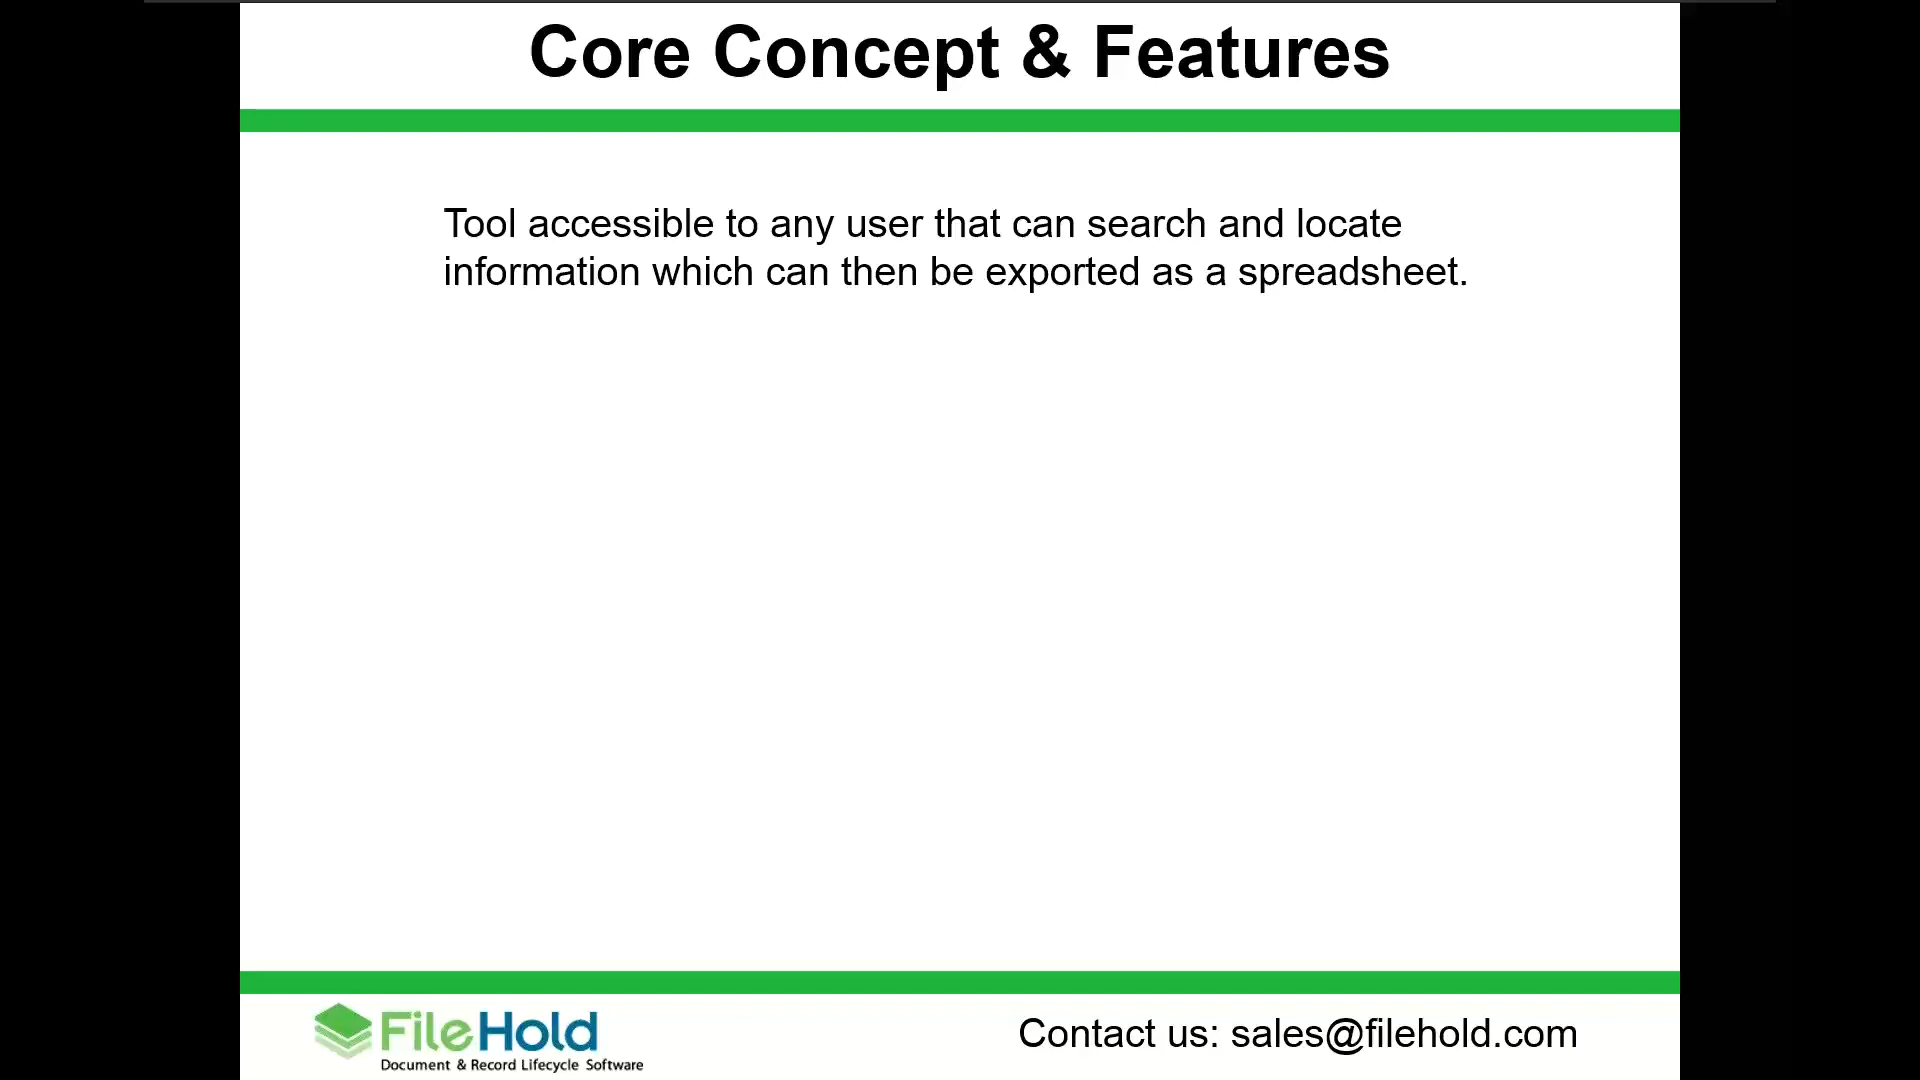 Core Concept & Features
Tool accessible to any user that can search and locate
information which can then be exported as a spreadsheet.
FileHold
Document & Record Lifecycle Software
Contact us: sales@filehold.com